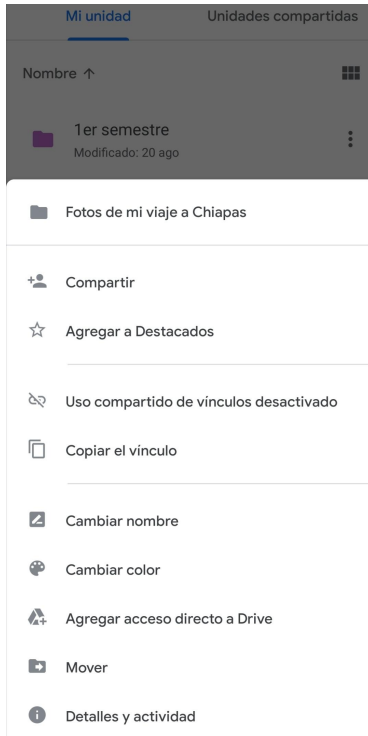 Mi unidad
Unidades compartidas
Nombre
1er semestre
Modificado: 20 ago
Fotos de mi viaje a Chiapas
Compartir
Agregar a Destacados
Uso compartido de vínculos desactivado
Copiar el vínculo
Cambiar nombre
Cambiar color
Agregar acceso directo a Drive
Mover
Detalles y actividad